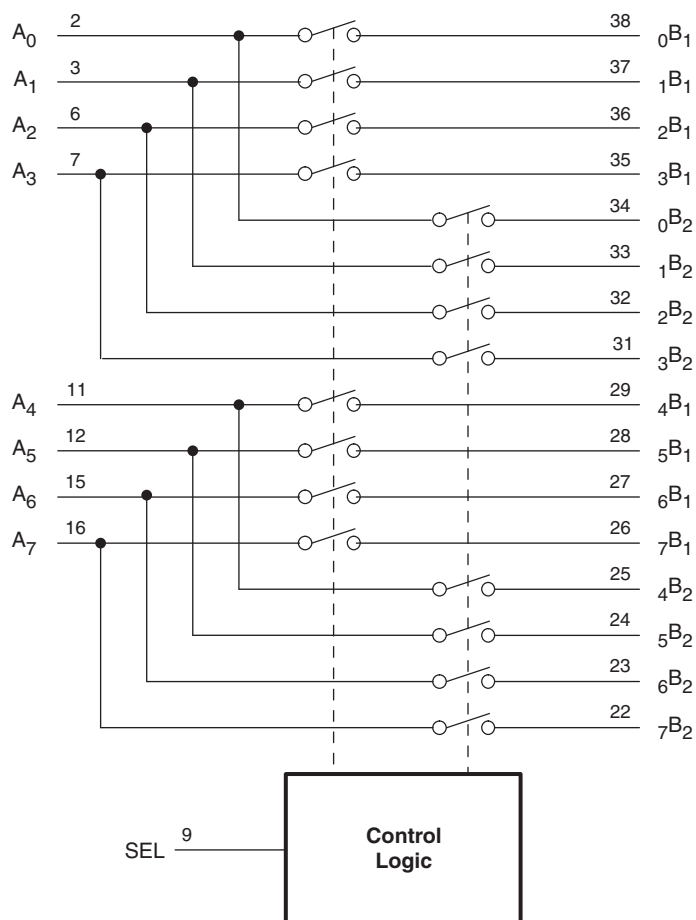 A0 2 38 0B1
A1 3 37 1B1
A2 6 36 2B1
A3 7 35 3B1
34 0B2
33 1B2
32 2B2
31 3B2
A4 11 29 4B1
A5 12 28 5B1
A6 15 27 6B1
A7 16 26 7B1
25 4B2
24 5B2
23 6B2
22 7B2
SEL 9
Control
Logic